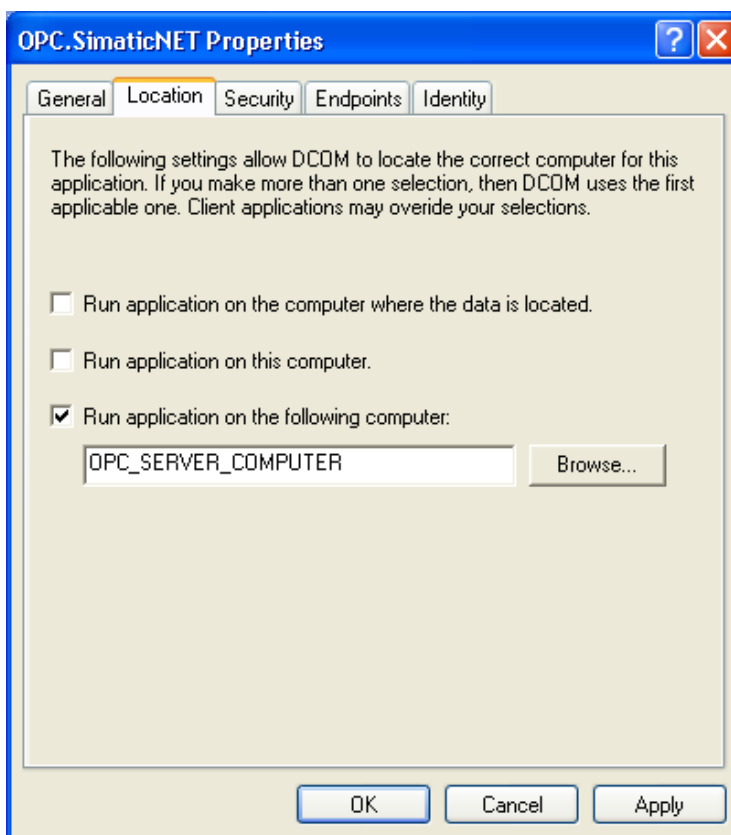 OPC.SimaticNET Properties
General Location Security Endpoints Identity
The following settings allow DCOM to locate the correct computer for this
application. If you make more than one selection, then DCOM uses the first
applicable one. Client applications may overide your selections.
Run application on the computer where the data is located.
Run application on this computer.
Run application on the following computer:
OPC_SERVER_COMPUTER Browse...
OK Cancel Apply